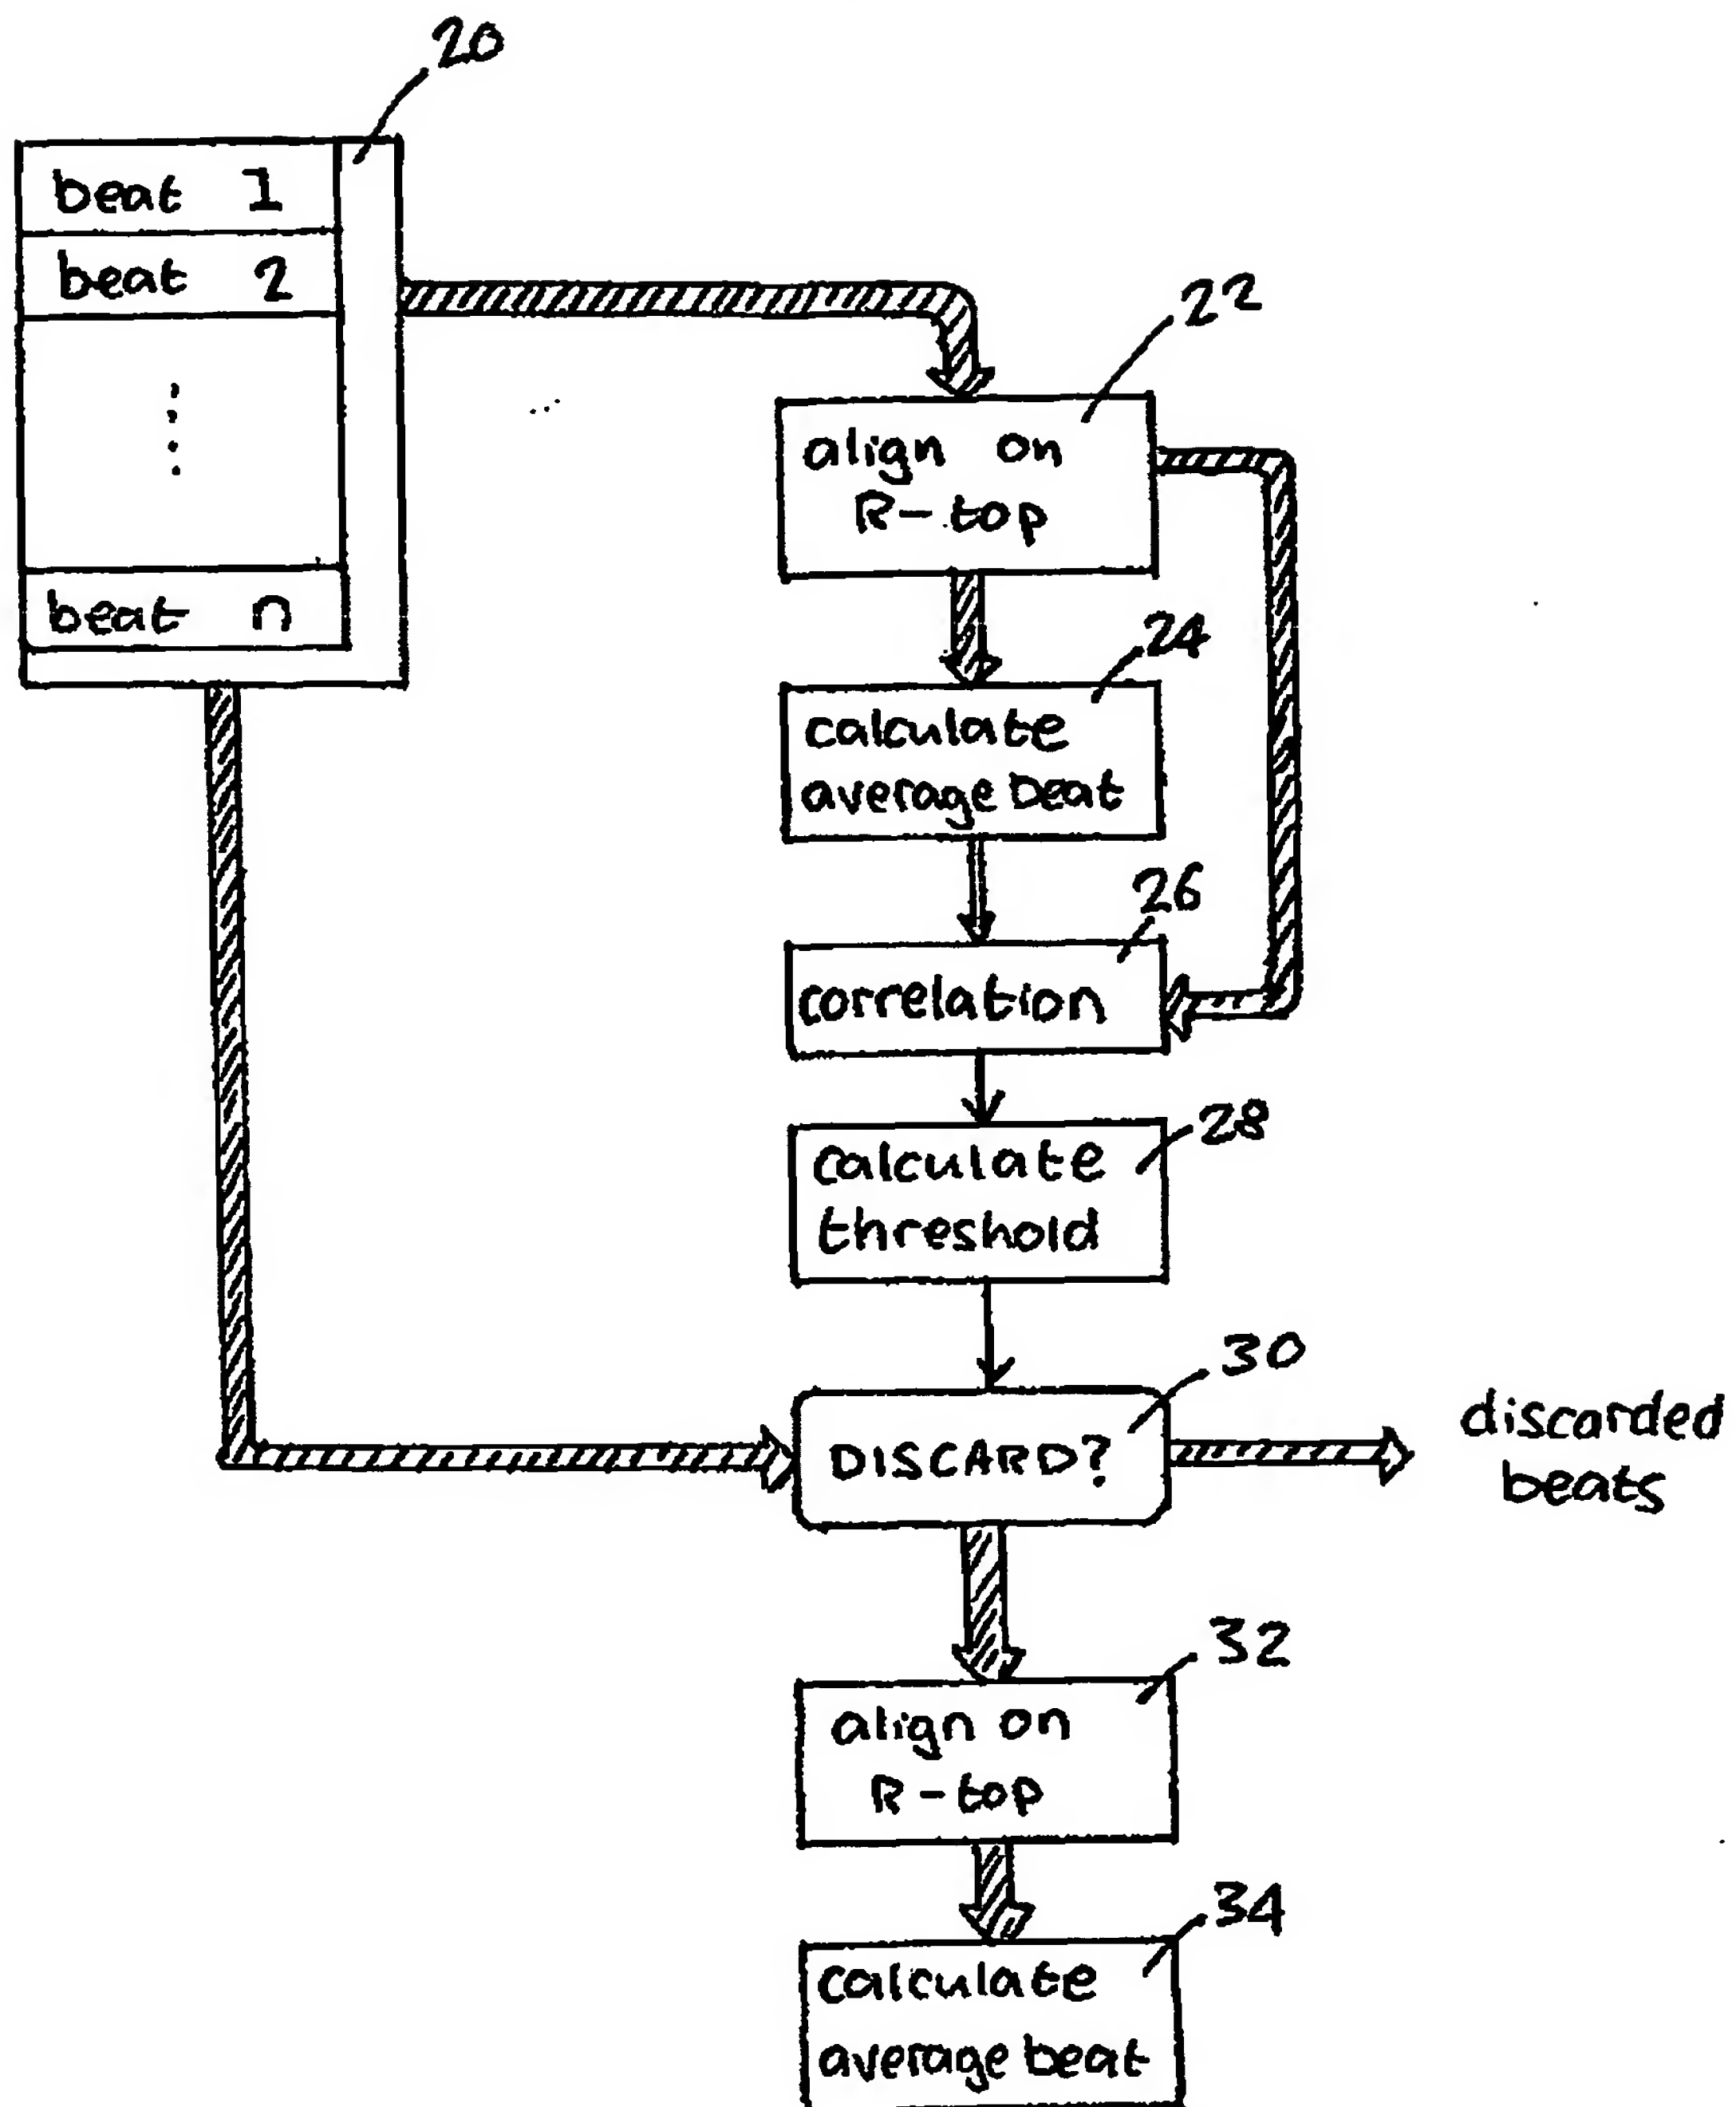 20
beat 1
beat 2
beat n
22
align on
R-top
24
calculate
average beat
26
correlation
28
calculate
threshold
30
DISCARD?
discarded
beats
32
align on
R-top
34
calculate
average beat